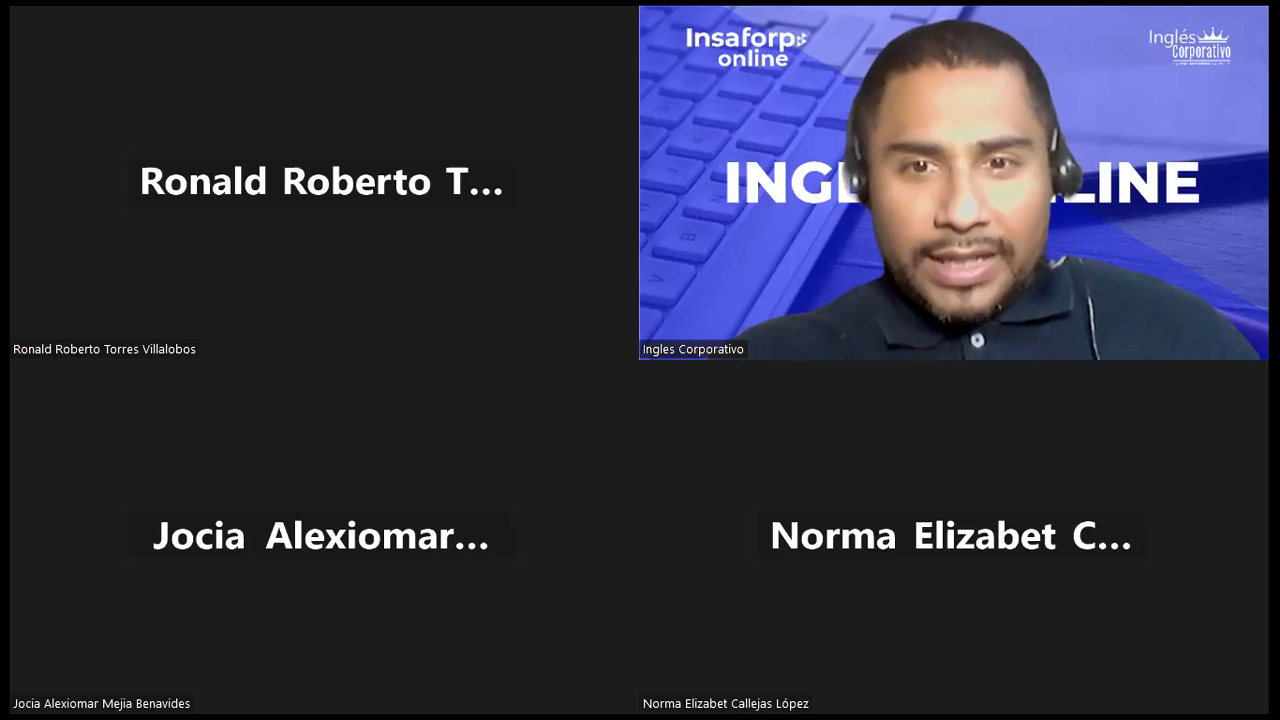 Ronald Roberto T...
Ronald Roberto Torres Villalobos
Insaforp
online
Inglés
Corporativo
INGL
LINE
Ingles Corporativo
Jocia Alexiomar...
Jocia Alexiomar Mejia Benavides
Norma Elizabet C...
Norma Elizabet Callejas López